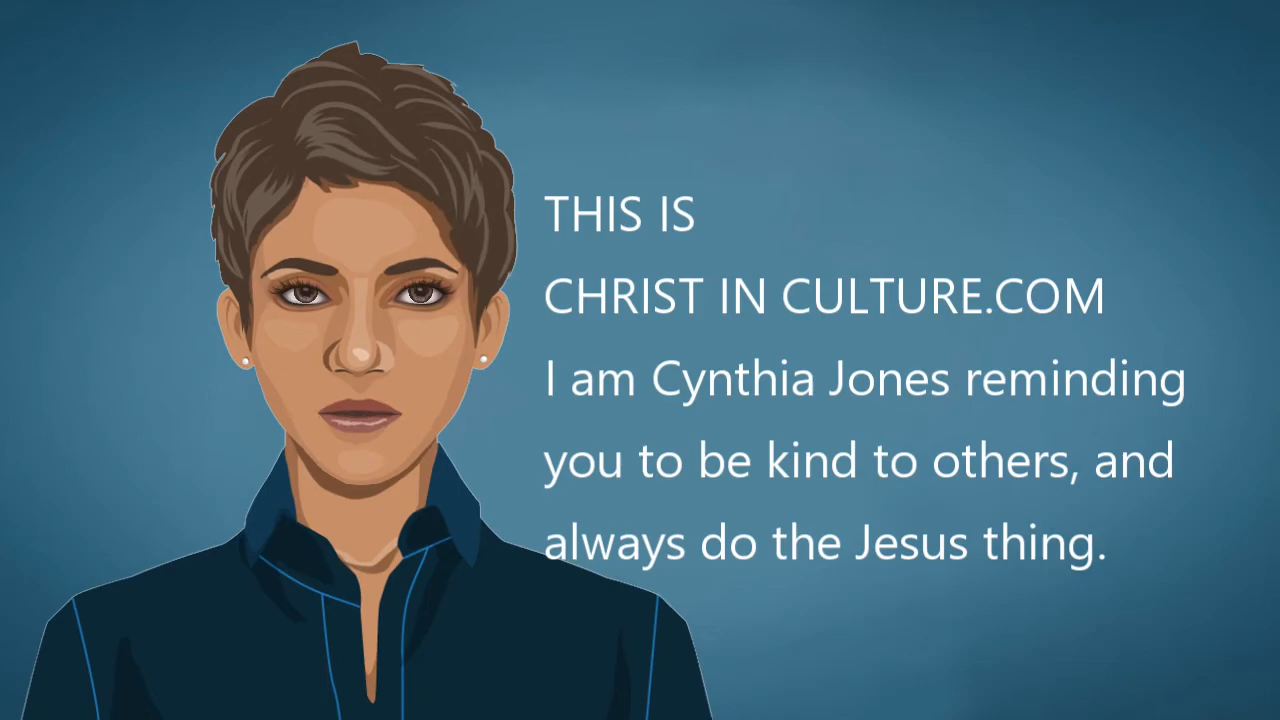 THIS IS
CHRIST IN CULTURE.COM
I am Cynthia Jones reminding
you to be kind to others, and
always do the Jesus thing.